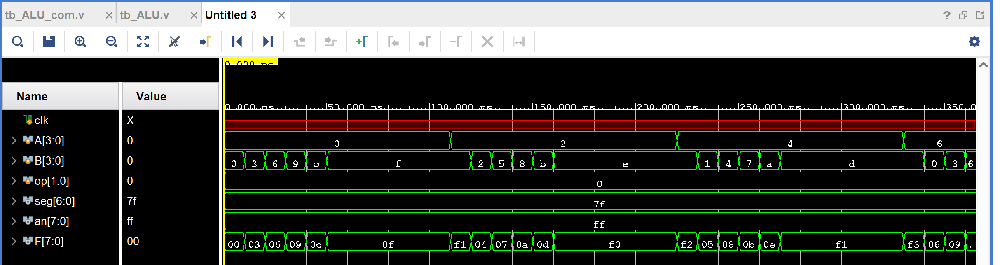 tb_ALU_com.v tb_ALU.v Untitled 3 ?
0.000 ns
Name Value
0.000 ns 50.000 ns 100.000 ns 150.000 ns 200.000 ns 250.000 ns 300.000 ns 350.0
clk X
A[3:0] 0 0 2 4 6
B[3:0] 0 0 3 6 9 c f 2 5 8 b e 1 4 7 a d 0 3 6
op[1:0] 0 0
seg[6:0] 7f 7f
an[7:0] ff ff
F[7:0] 00 00 03 06 09 0c 0f f1 04 07 0a 0d f0 f2 05 08 0b 0e f1 f3 06 09 .